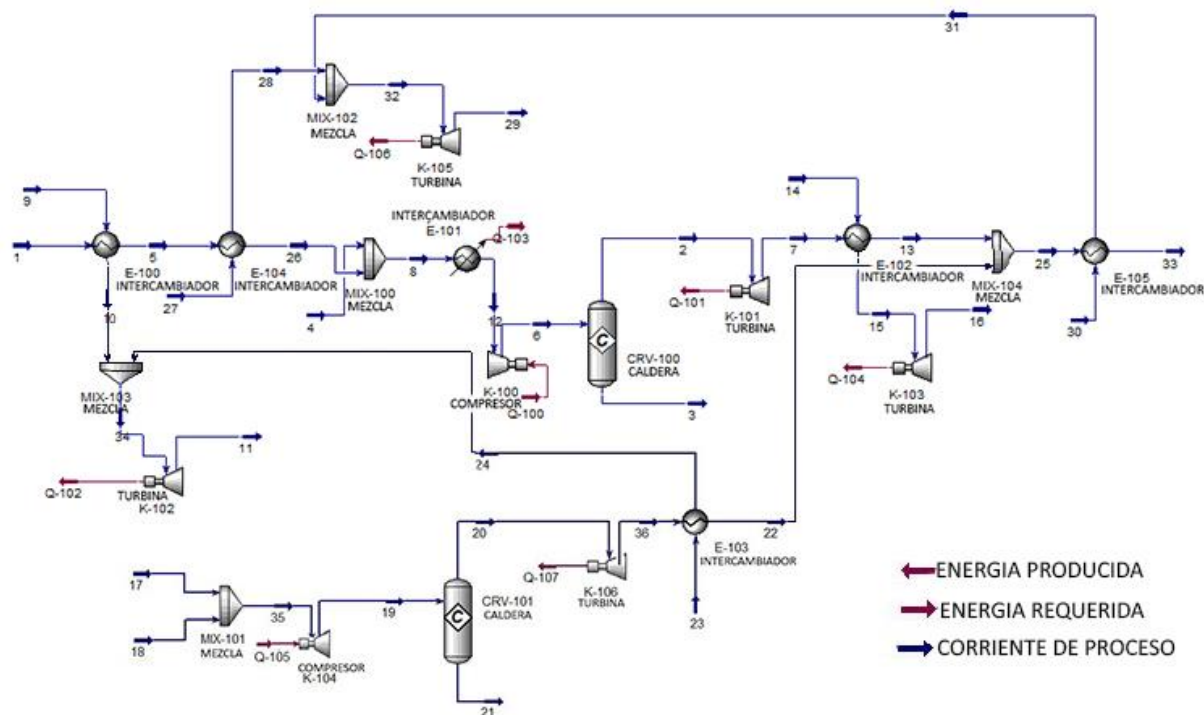 31
28
32
MIX-102
MEZCLA
29
Q-106
K-105
TURBINA
9
14
INTERCAMBIADOR
E-101
Q-103
1
5
26
8
2
7
13
25
33
E-100
INTERCAMBIADOR
E-104
INTERCAMBIADOR
MIX-100
MEZCLA
E-102
INTERCAMBIADOR
MIX-104
MEZCLA
E-105
INTERCAMBIADOR
27
10
4
12
6
Q-101
K-101
TURBINA
15
16
30
CRV-100
CALDERA
K-100
COMPRESOR
Q-100
3
Q-104
K-103
TURBINA
MIX-103
MEZCLA
34
11
24
Q-102
TURBINA
K-102
20
36
22
E-103
INTERCAMBIADOR
17
Q-107
K-106
TURBINA
19
CRV-101
CALDERA
35
23
18
MIX-101
MEZCLA
Q-105
COMPRESOR
K-104
21
ENERGIA PRODUCIDA
ENERGIA REQUERIDA
CORRIENTE DE PROCESO